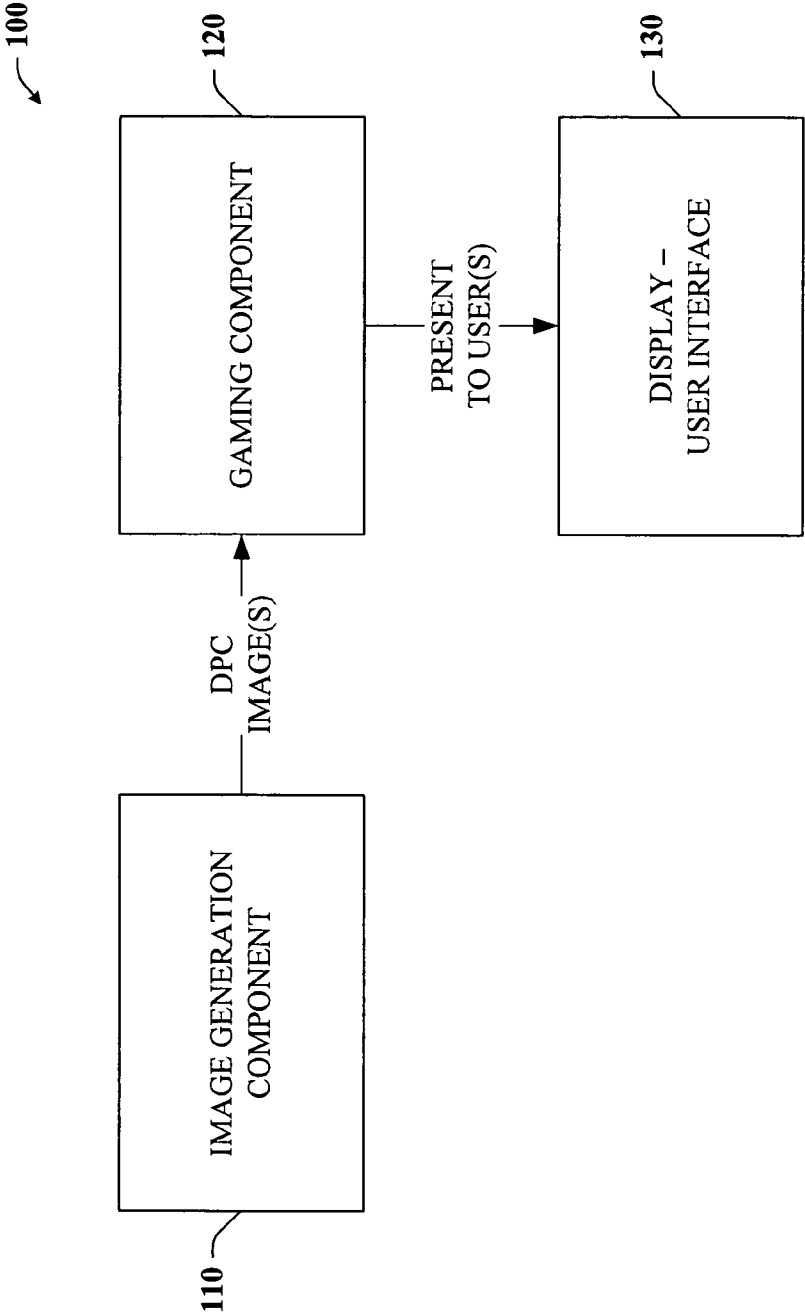 100
110
IMAGE GENERATION
COMPONENT
DPC
IMAGE(S)
120
GAMING COMPONENT
PRESENT
TO USER(S)
130
DISPLAY –
USER INTERFACE